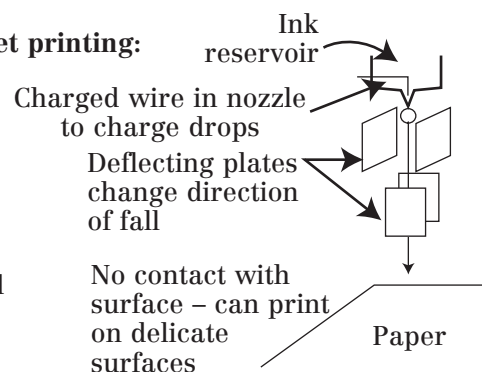 et printing:
Ink
reservoir
Charged wire in nozzle
to charge drops
Deflecting plates
change direction
of fall
No contact with
surface – can print
on delicate
surfaces
Paper